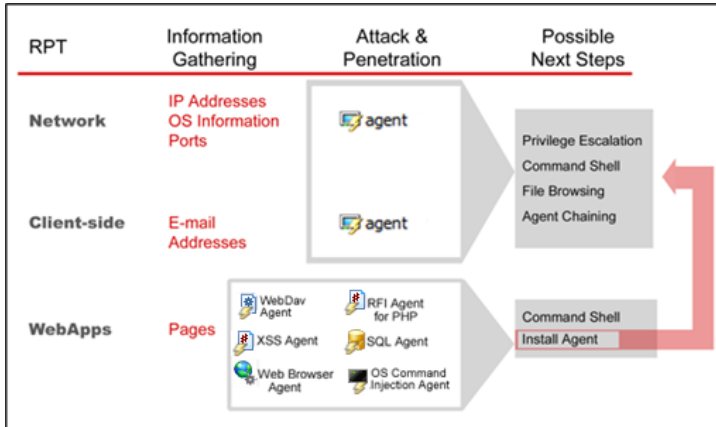 RPT
Information
Gathering
Attack &
Penetration
Possible
Next Steps
Network
IP Addresses
OS Information
Ports
agent
Client-side
E-mail
Addresses
agent
Privilege Escalation
Command Shell
File Browsing
Agent Chaining
WebApps
Pages
WebDav
Agent
RFI Agent
for PHP
XSS Agent
SQL Agent
Web Browser
Agent
OS Command
Injection Agent
Command Shell
Install Agent